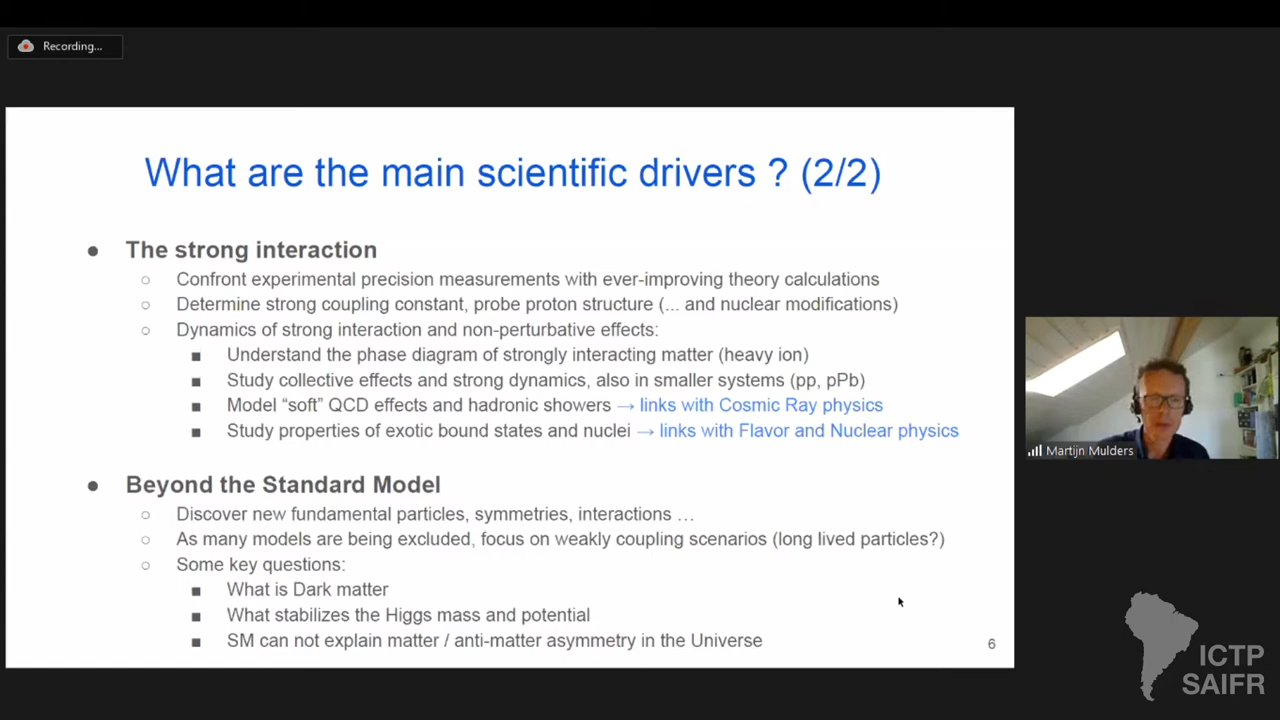 Recording...
What are the main scientific drivers ? (2/2)
● The strong interaction
○ Confront experimental precision measurements with ever-improving theory calculations
○ Determine strong coupling constant, probe proton structure (... and nuclear modifications)
○ Dynamics of strong interaction and non-perturbative effects:
■ Understand the phase diagram of strongly interacting matter (heavy ion)
■ Study collective effects and strong dynamics, also in smaller systems (pp, pPb)
■ Model “soft” QCD effects and hadronic showers → links with Cosmic Ray physics
■ Study properties of exotic bound states and nuclei → links with Flavor and Nuclear physics
● Beyond the Standard Model
○ Discover new fundamental particles, symmetries, interactions …
○ As many models are being excluded, focus on weakly coupling scenarios (long lived particles?)
○ Some key questions:
■ What is Dark matter
■ What stabilizes the Higgs mass and potential
■ SM can not explain matter / anti-matter asymmetry in the Universe
6
Martijn Mulders
ICTP
SAIFR